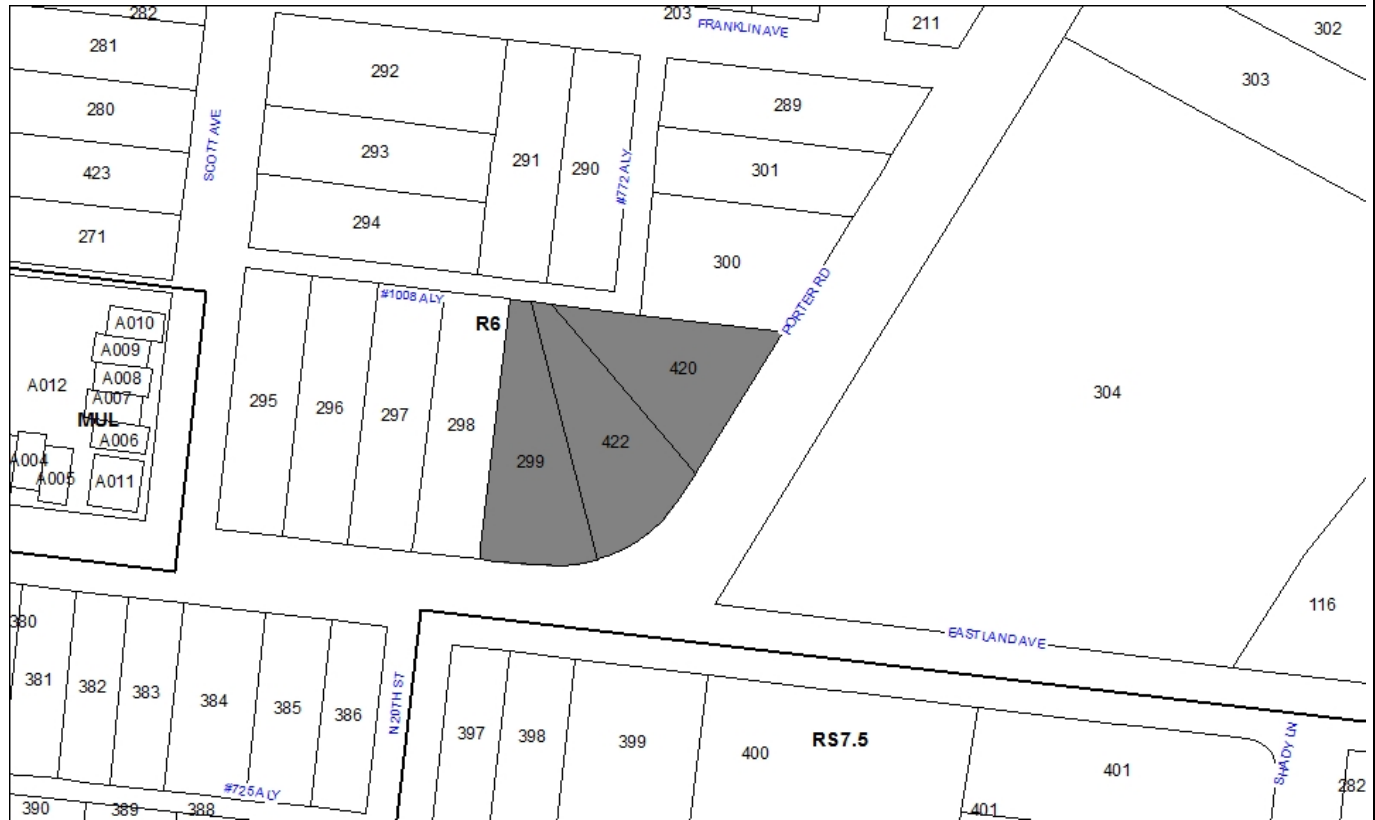 282
203
FRANKLIN AVE
211
302
281
292
303
280
289
SCOTT AVE
293
291
290
#772 ALY
301
423
294
271
300
#1008 ALY
PORTER RD
R6
A010
A009
420
A008
A012
A007
304
MUL
295
296
297
298
A006
422
299
A004
A005
A011
116
380
EASTLAND AVE
381
382
383
384
385
386
N 20TH ST
397
398
399
400
RS7.5
401
SHADY LN
282
#725 ALY
390
389
388
401